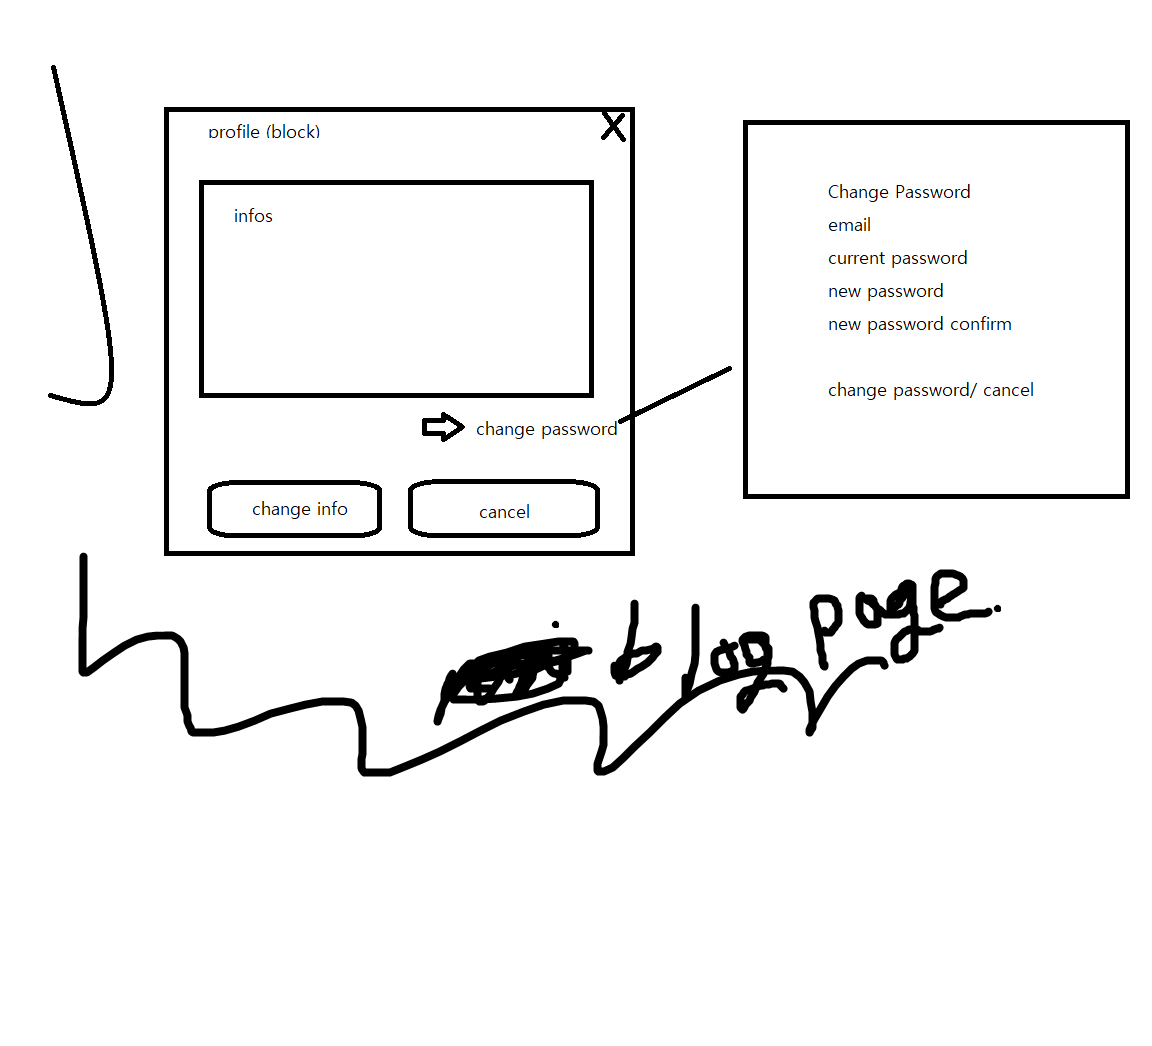 profile (block)
X
infos
change password
change info
cancel
Change Password
email
current password
new password
new password confirm
change password/ cancel
blog page.